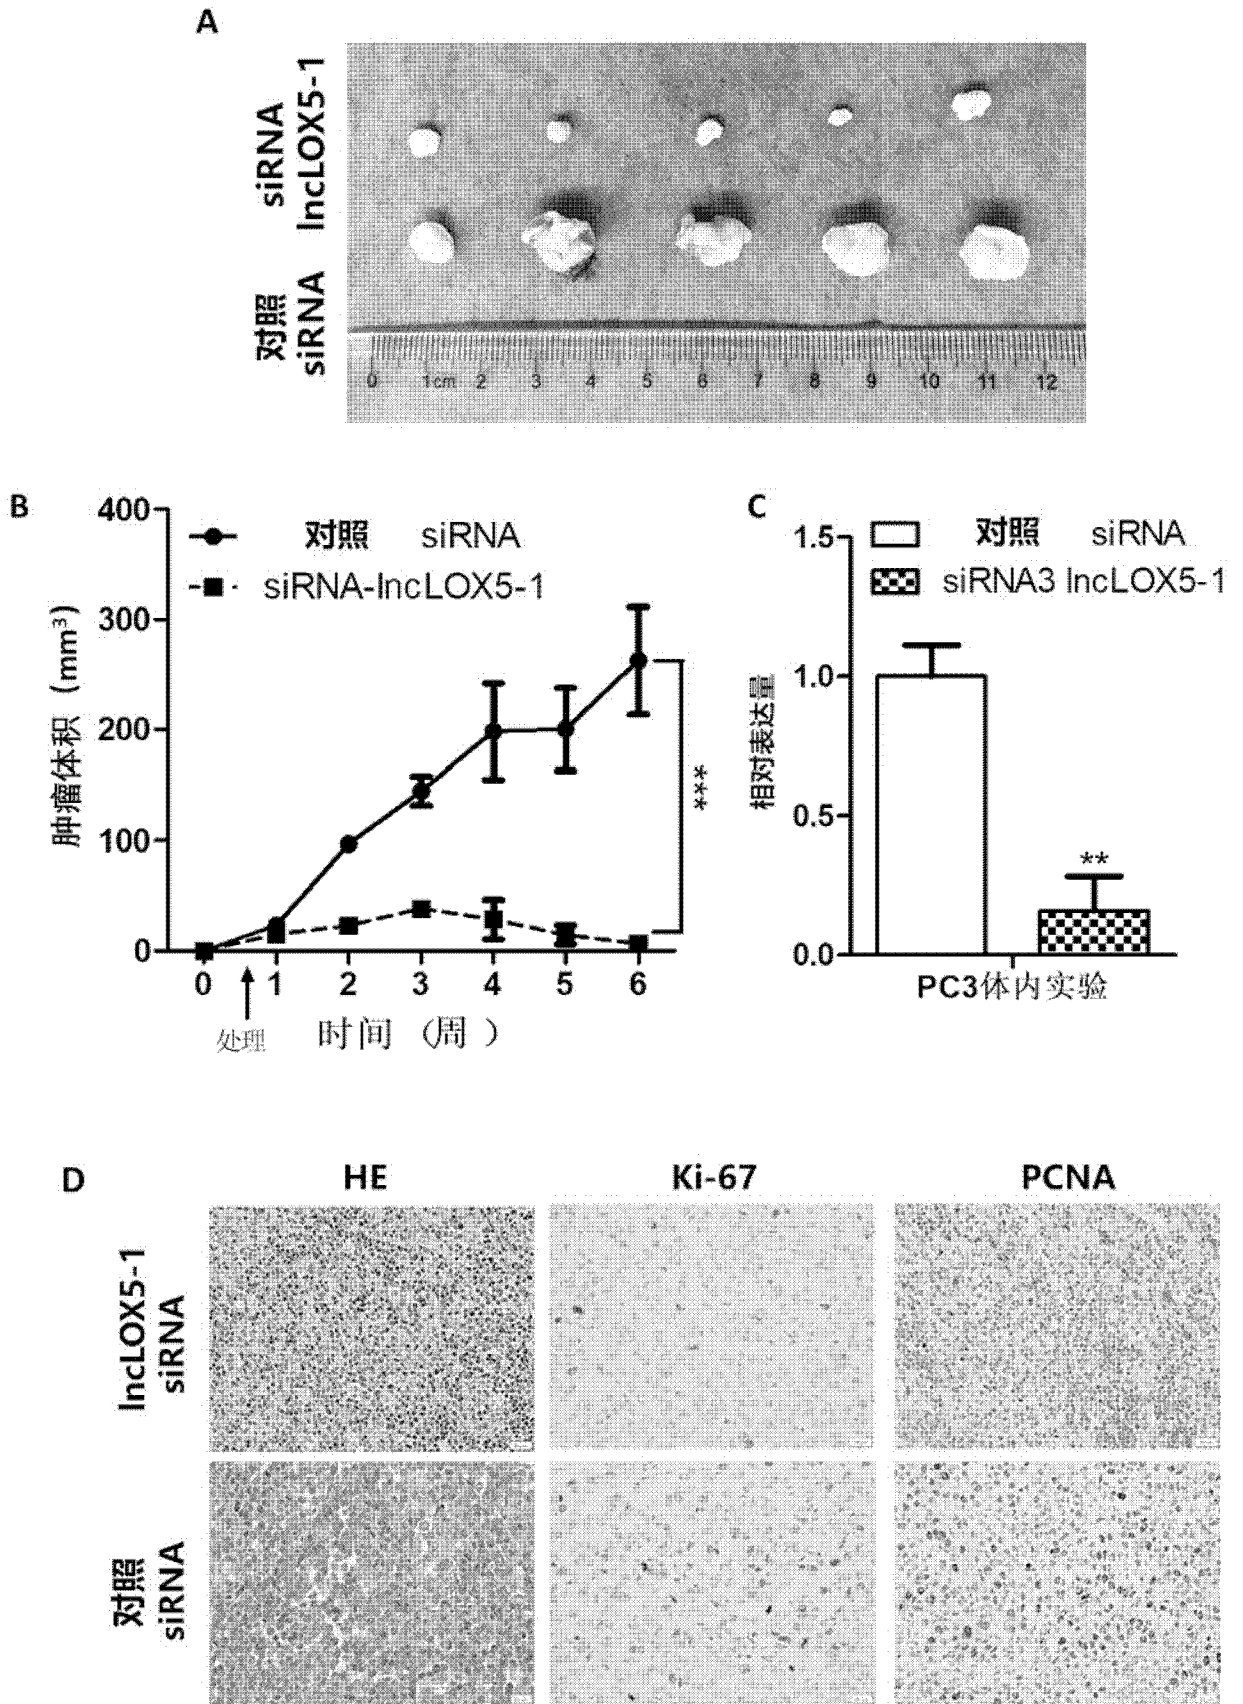 A
siRNA
lncLOX5-1
对照
siRNA
0 1cm 2 3 4 5 6 7 8 9 10 11 12
B
400
300
200
100
0
肿瘤体积 (mm³)
对照 siRNA
siRNA-lncLOX5-1
***
0 1 2 3 4 5 6
处理
时间 (周)
C
1.5
1.0
0.5
0.0
相对表达量
对照 siRNA
siRNA3 lncLOX5-1
**
PC3体内实验
D
HE Ki-67 PCNA
lncLOX5-1
siRNA
对照
siRNA